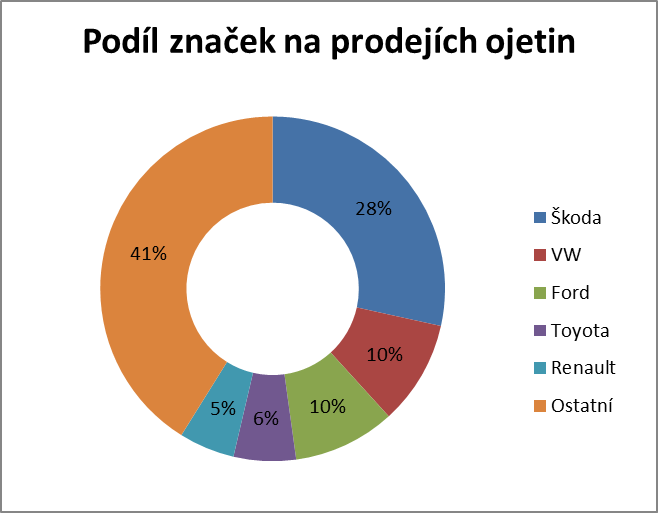 Podíl značek na prodejích ojetin
28%
10%
10%
6%
5%
41%
Škoda
VW
Ford
Toyota
Renault
Ostatní